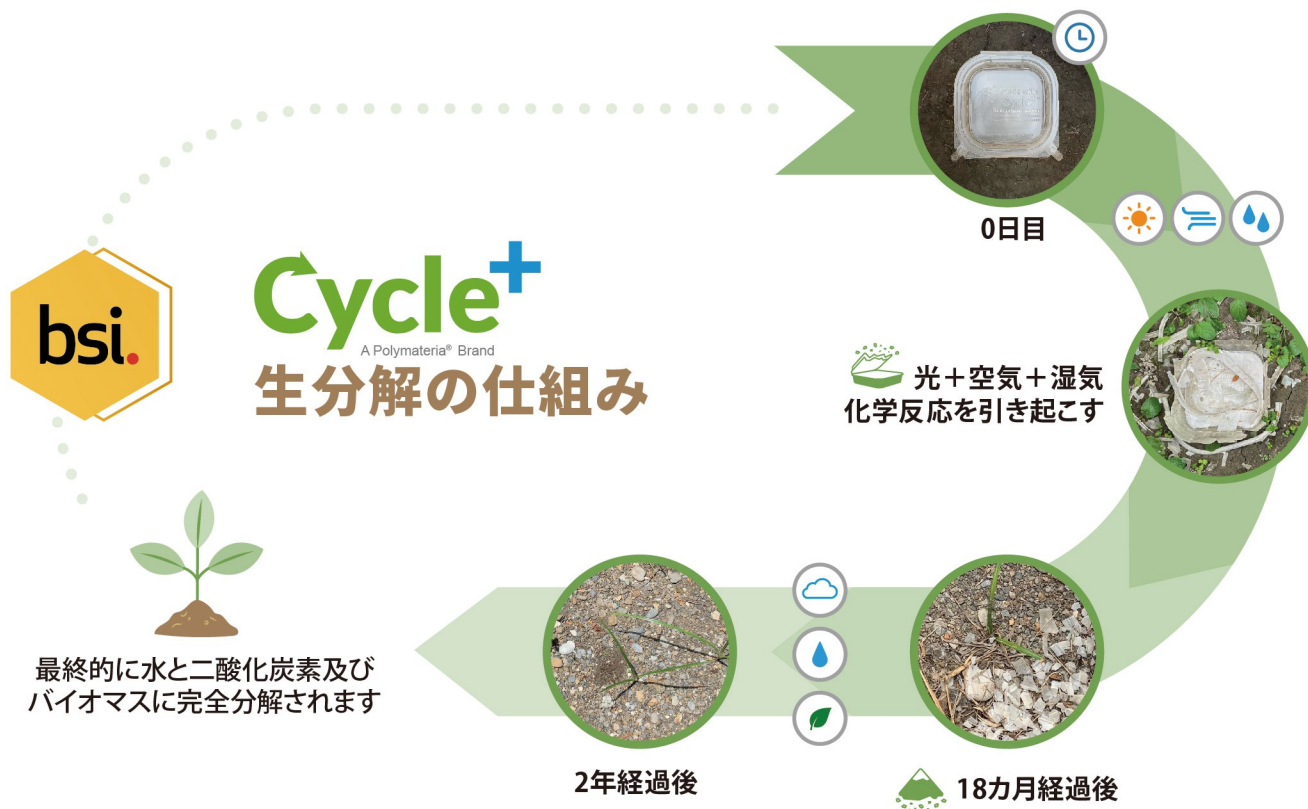 0日目
bsi.
Cycle+
A Polymateria® Brand
生分解の仕組み
光＋空気＋湿気
化学反応を引き起こす
最終的に水と二酸化炭素及び
バイオマスに完全分解されます
2年経過後
18カ月経過後